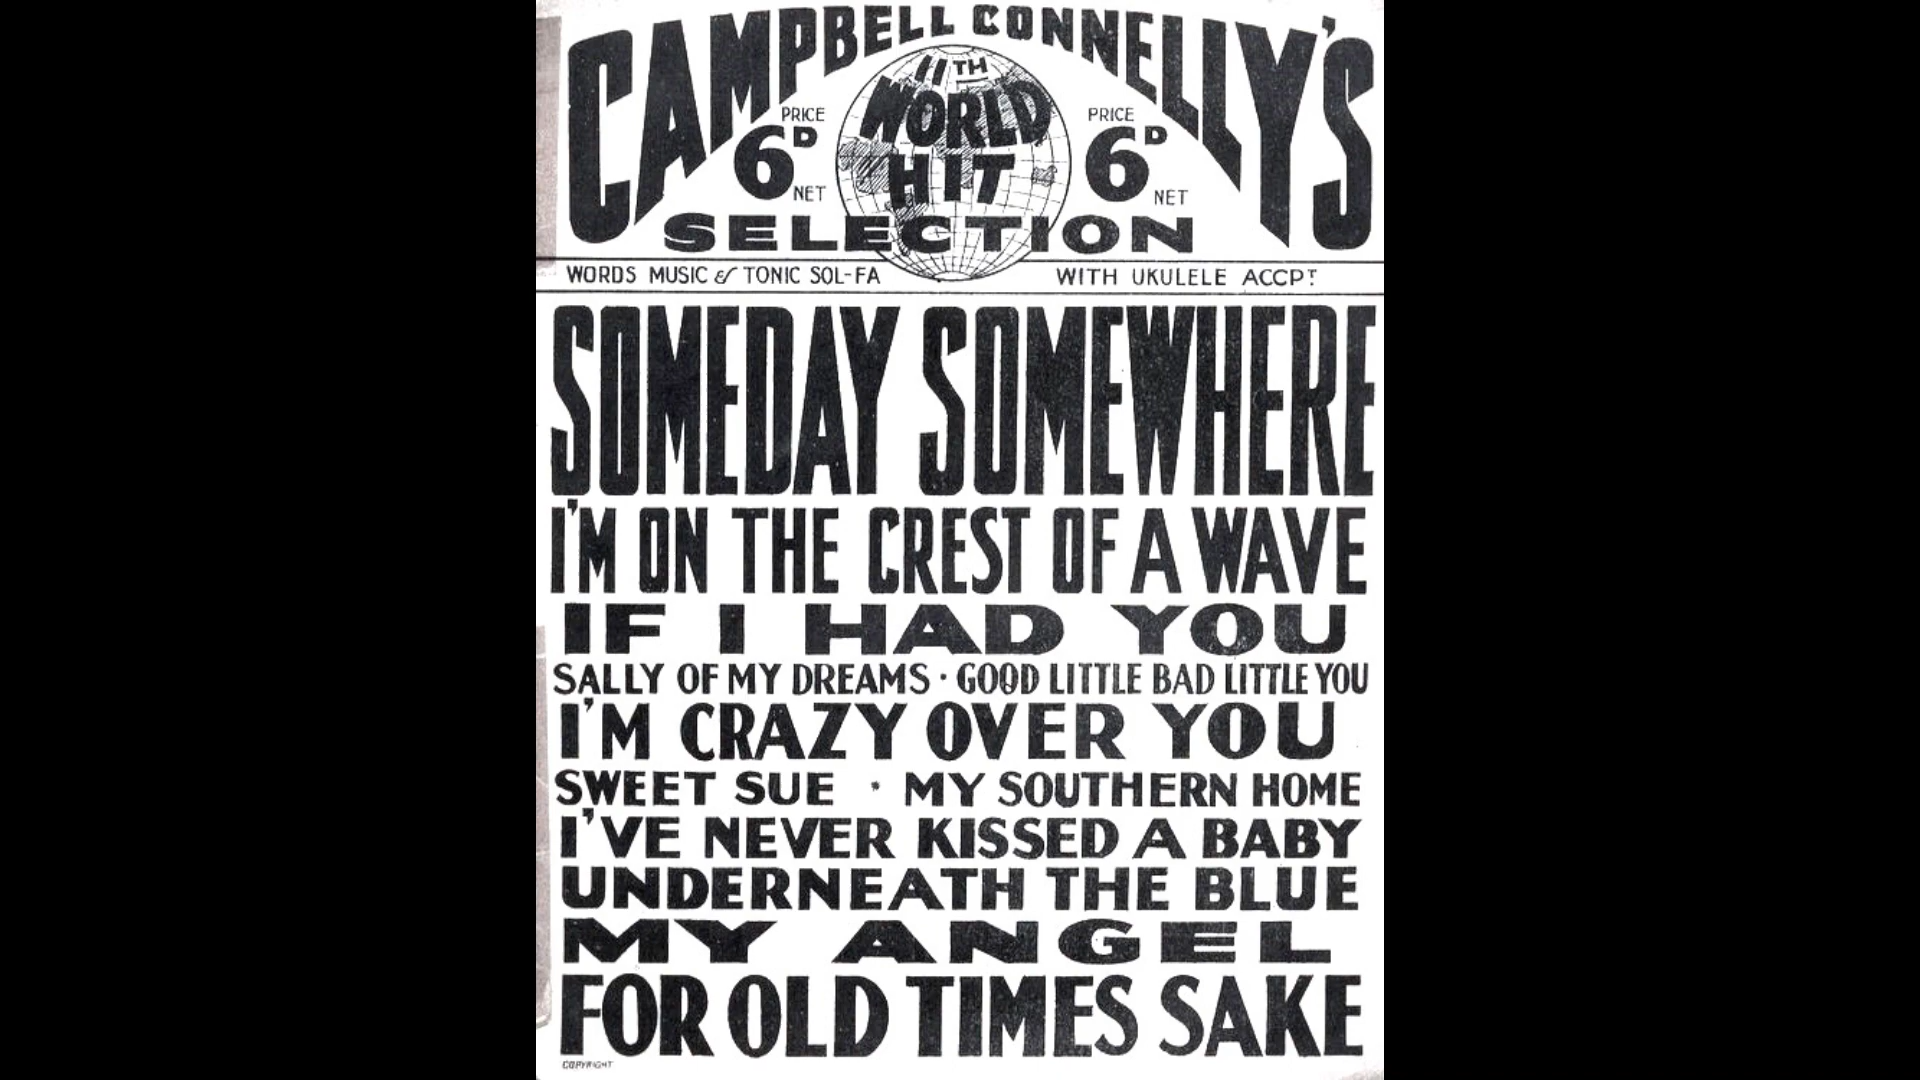 CAMPBELL CONNELLY'S
11TH
WORLD
HIT
PRICE 6D NET
PRICE 6D NET
SELECTION
WORDS MUSIC & TONIC SOL-FA
WITH UKULELE ACCPT
SOMEDAY SOMEWHERE
I'M ON THE CREST OF A WAVE
IF I HAD YOU
SALLY OF MY DREAMS · GOOD LITTLE BAD LITTLE YOU
I'M CRAZY OVER YOU
SWEET SUE · MY SOUTHERN HOME
I'VE NEVER KISSED A BABY
UNDERNEATH THE BLUE
MY ANGEL
FOR OLD TIMES SAKE
COPYRIGHT